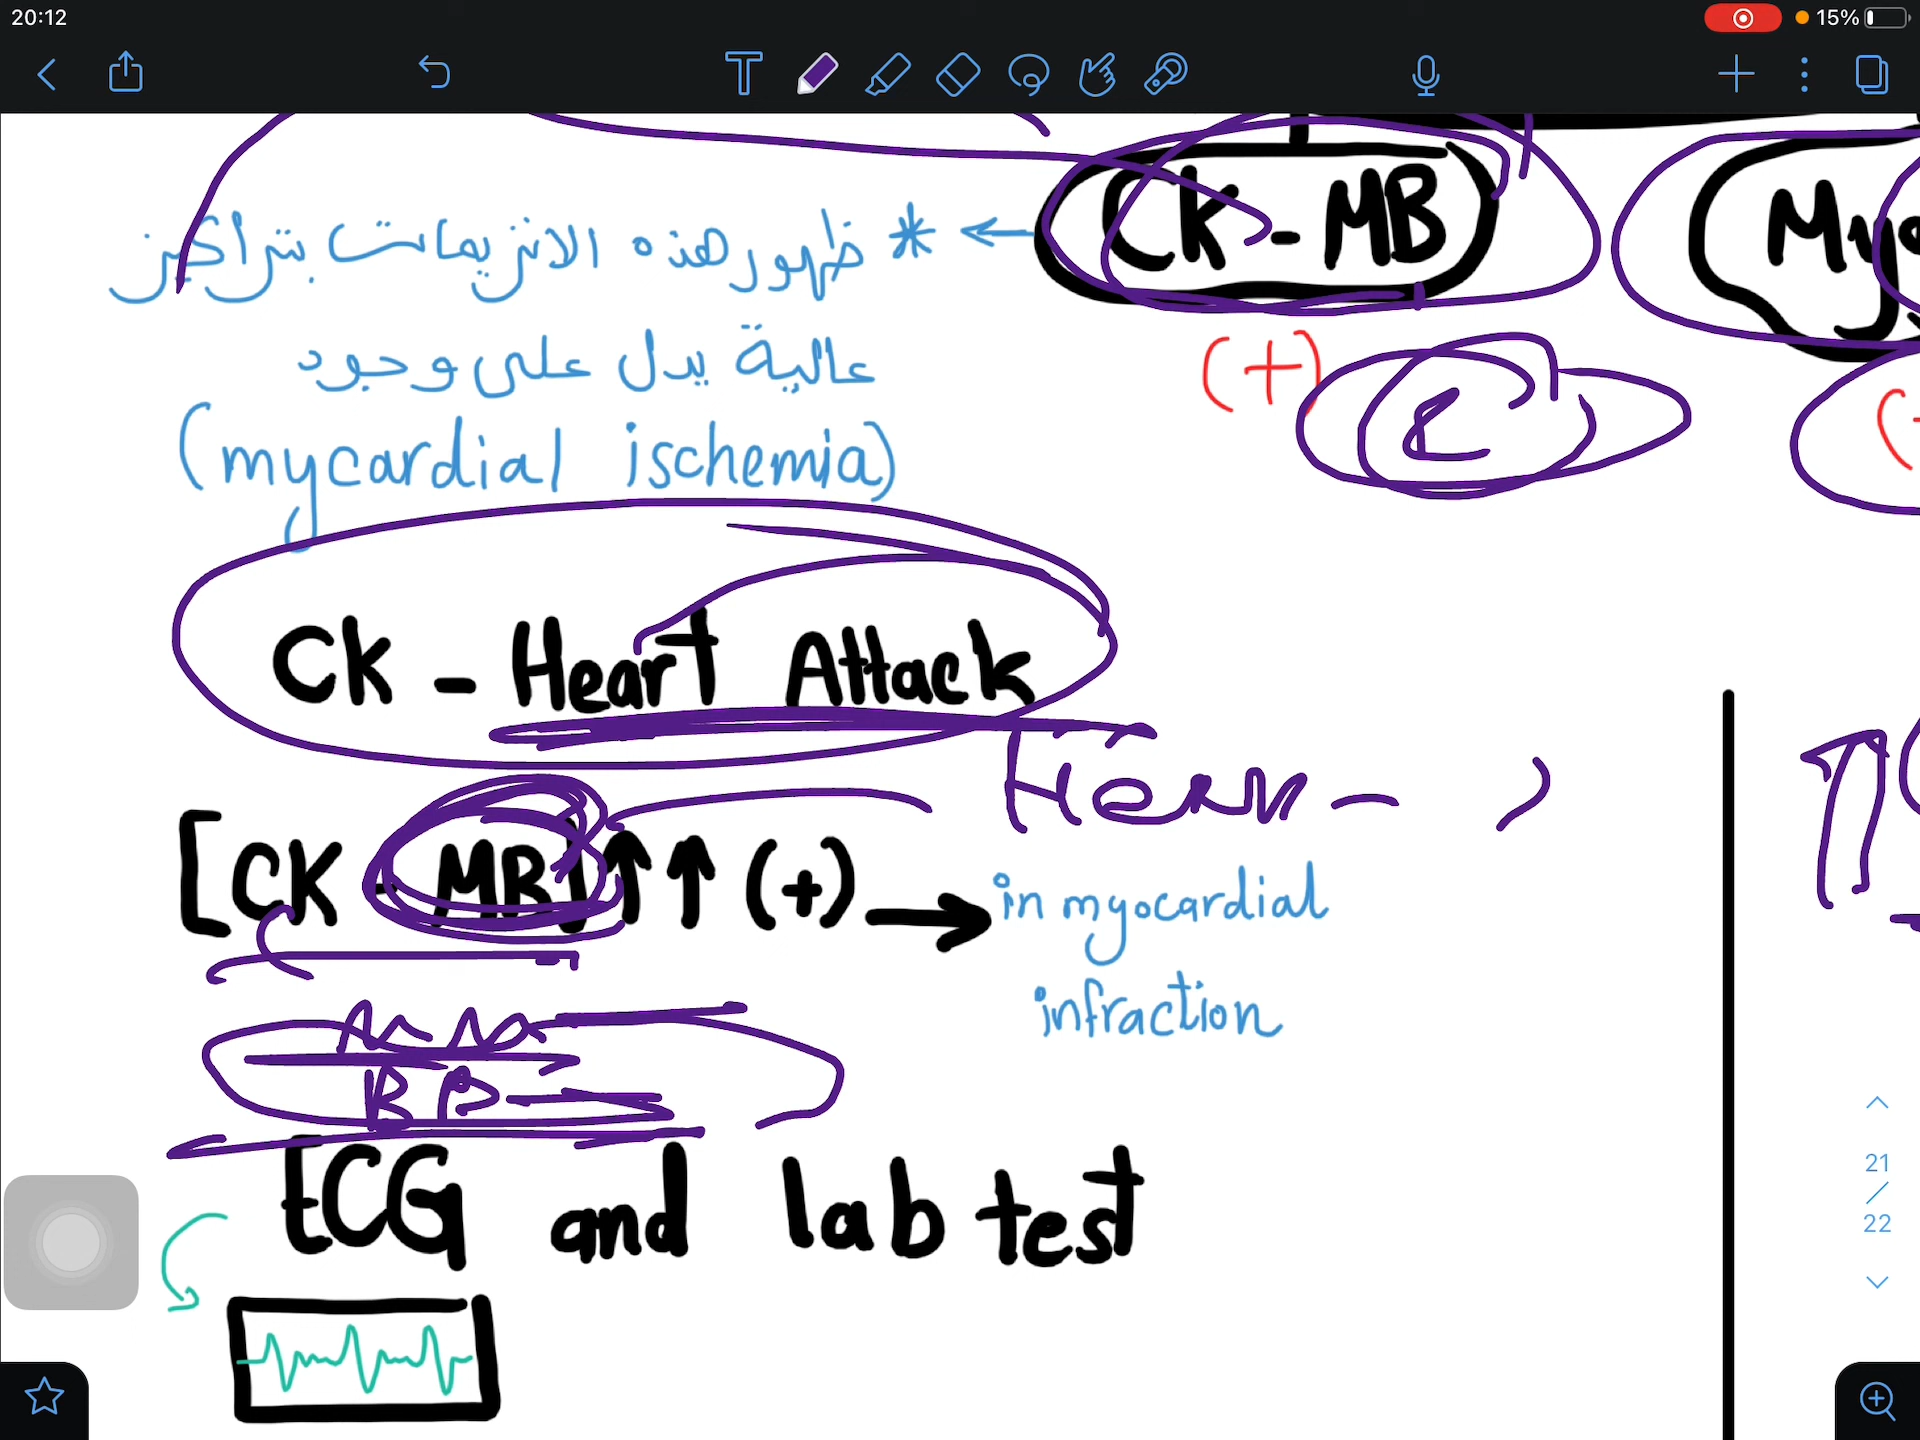 20:12
15%
CK - MB
My
* ظهور هذه الانزيمات بتراكيز
عالية يدل على وجود
(mycardial ischemia)
(+)
CK - Heart Attack
[CK - MB] ↑↑ (+) → in myocardial
infraction
ECG and lab test
21
/
22